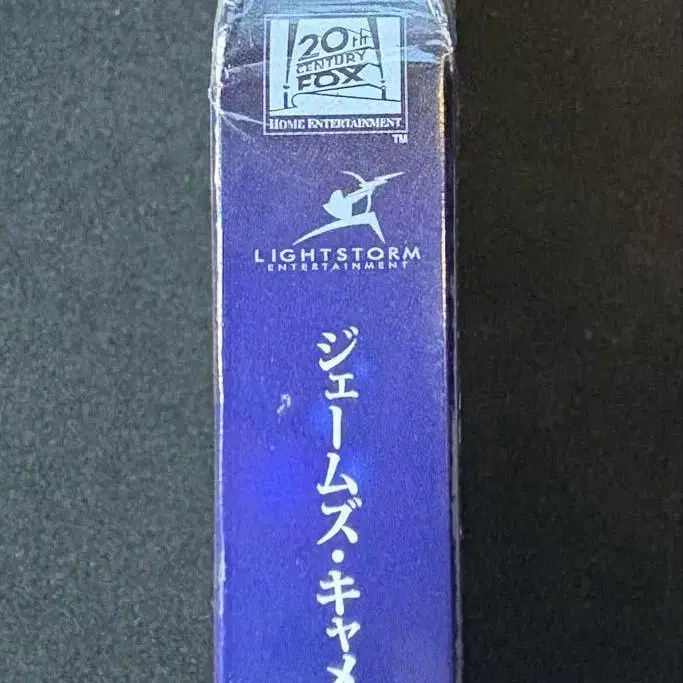 20th
CENTURY
FOX
HOME ENTERTAINMENT
TM
LIGHTSTORM
ENTERTAINMENT
ジェームズ・キャメ